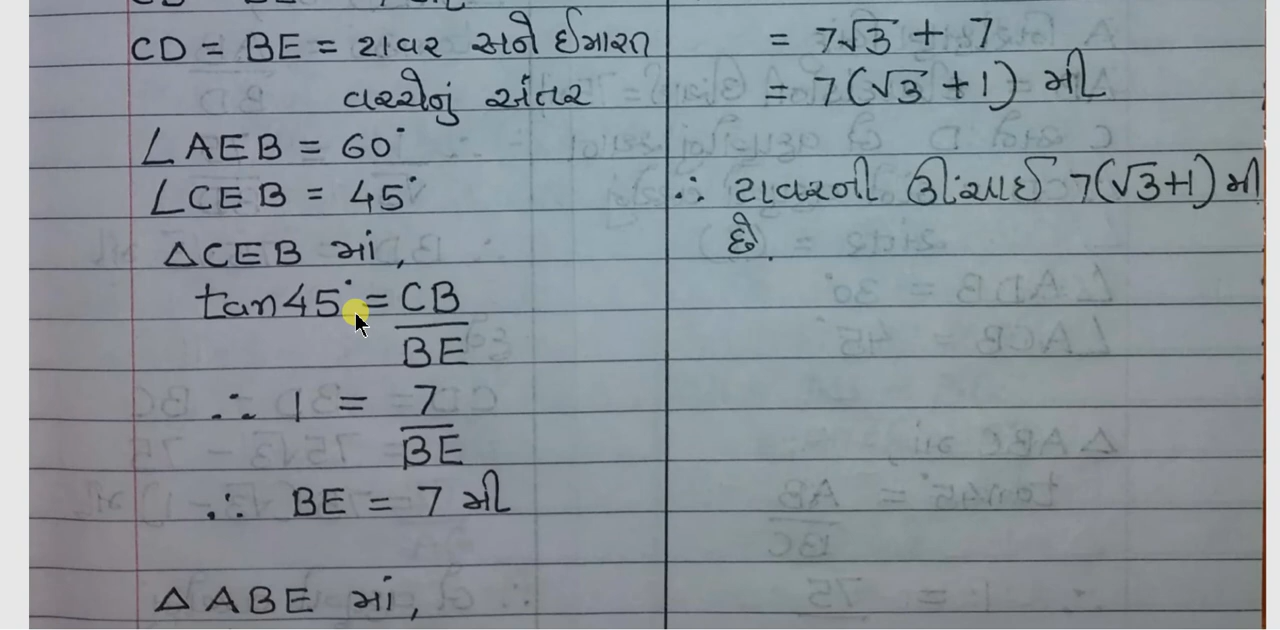 CD = BE = ટાવર અને ઈમારત
વચ્ચેનું અંતર
∠AEB = 60°
∠CEB = 45°
△CEB માં,
tan45° = CB
BE
∴ 1 = 7
BE
∴ BE = 7 મી
△ABE માં,
= 7√3 + 7
= 7(√3 + 1) મી
∴ ટાવરની ઊંચાઈ 7(√3+1) મી
છે.